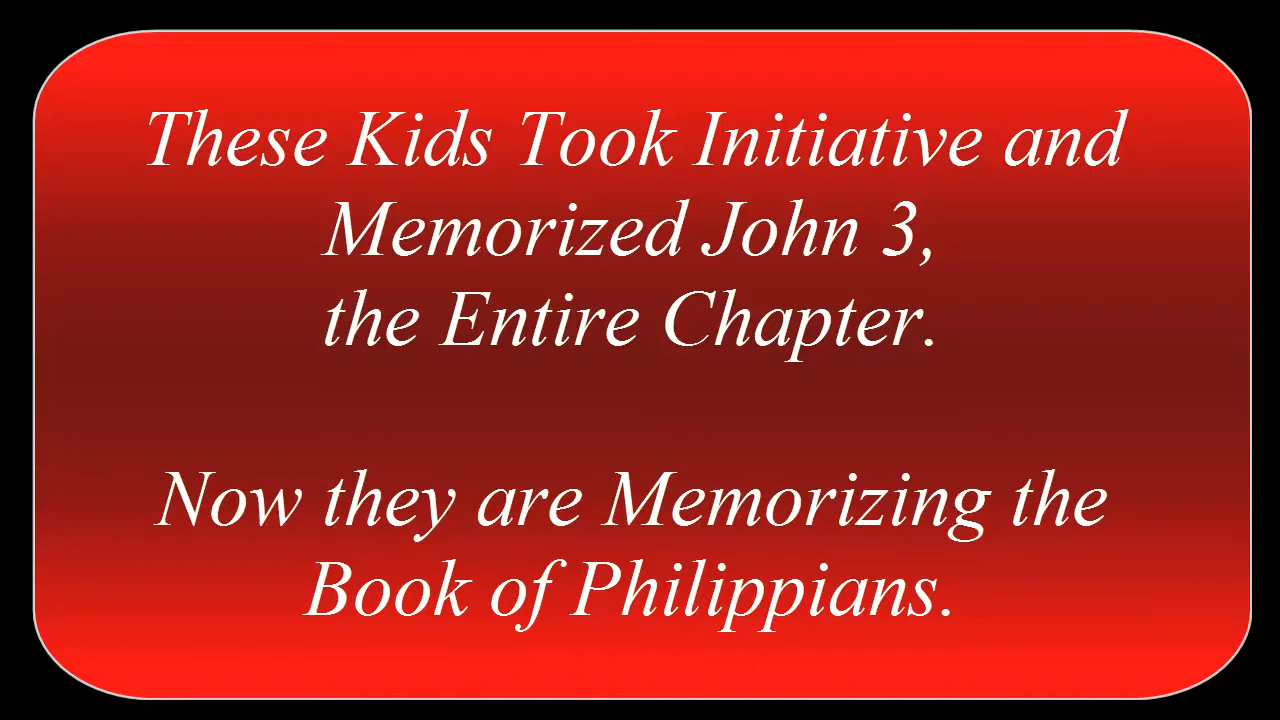 These Kids Took Initiative and
Memorized John 3,
the Entire Chapter.
Now they are Memorizing the
Book of Philippians.